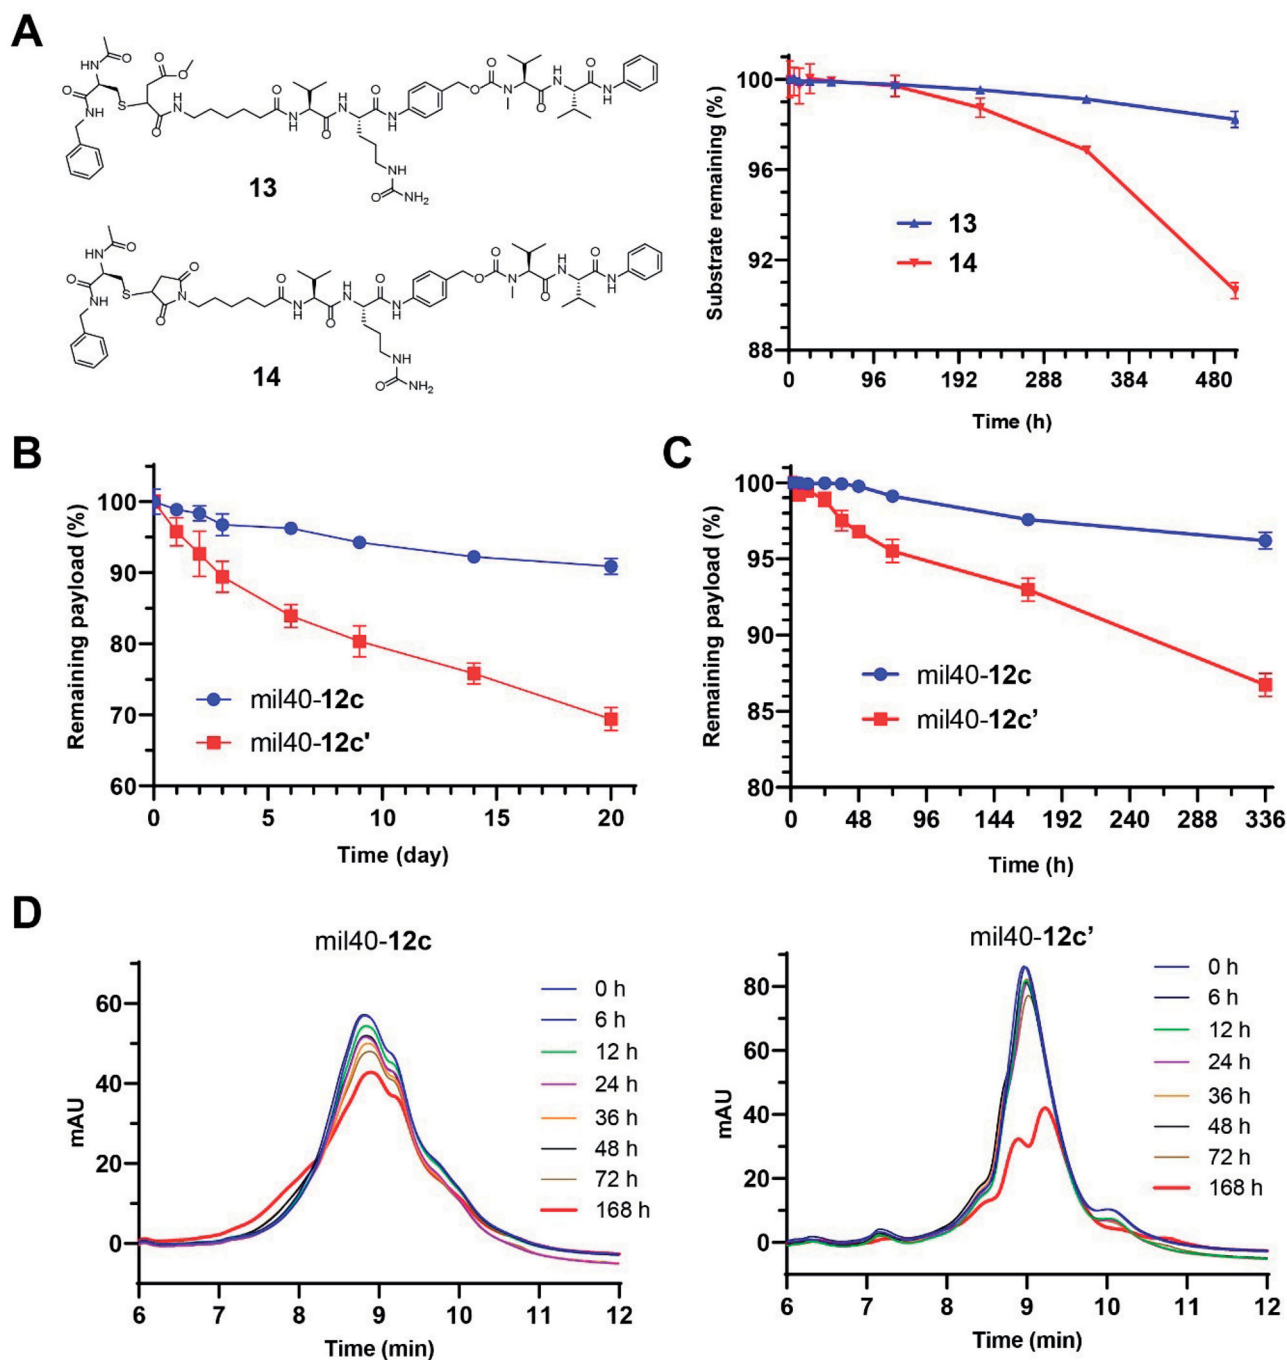 A
13
14
Substrate remaining (%)
100
96
92
88
13
14
0 96 192 288 384 480
Time (h)
B
Remaining payload (%)
100
90
80
70
60
mil40-12c
mil40-12c'
0 5 10 15 20
Time (day)
C
Remaining payload (%)
100
95
90
85
80
mil40-12c
mil40-12c’
0 48 96 144 192 240 288 336
Time (h)
D
mil40-12c
mAU
60
40
20
0
0 h
6 h
12 h
24 h
36 h
48 h
72 h
168 h
6 7 8 9 10 11 12
Time (min)
mil40-12c’
mAU
80
60
40
20
0
0 h
6 h
12 h
24 h
36 h
48 h
72 h
168 h
6 7 8 9 10 11 12
Time (min)